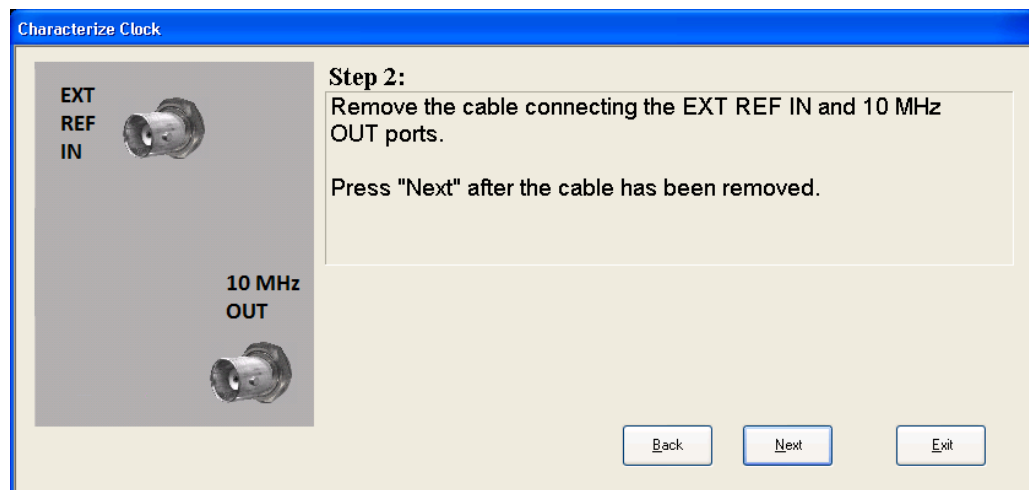 Characterize Clock
EXT
REF
IN
10 MHz
OUT
Step 2:
Remove the cable connecting the EXT REF IN and 10 MHz
OUT ports.
Press "Next" after the cable has been removed.
Back
Next
Exit